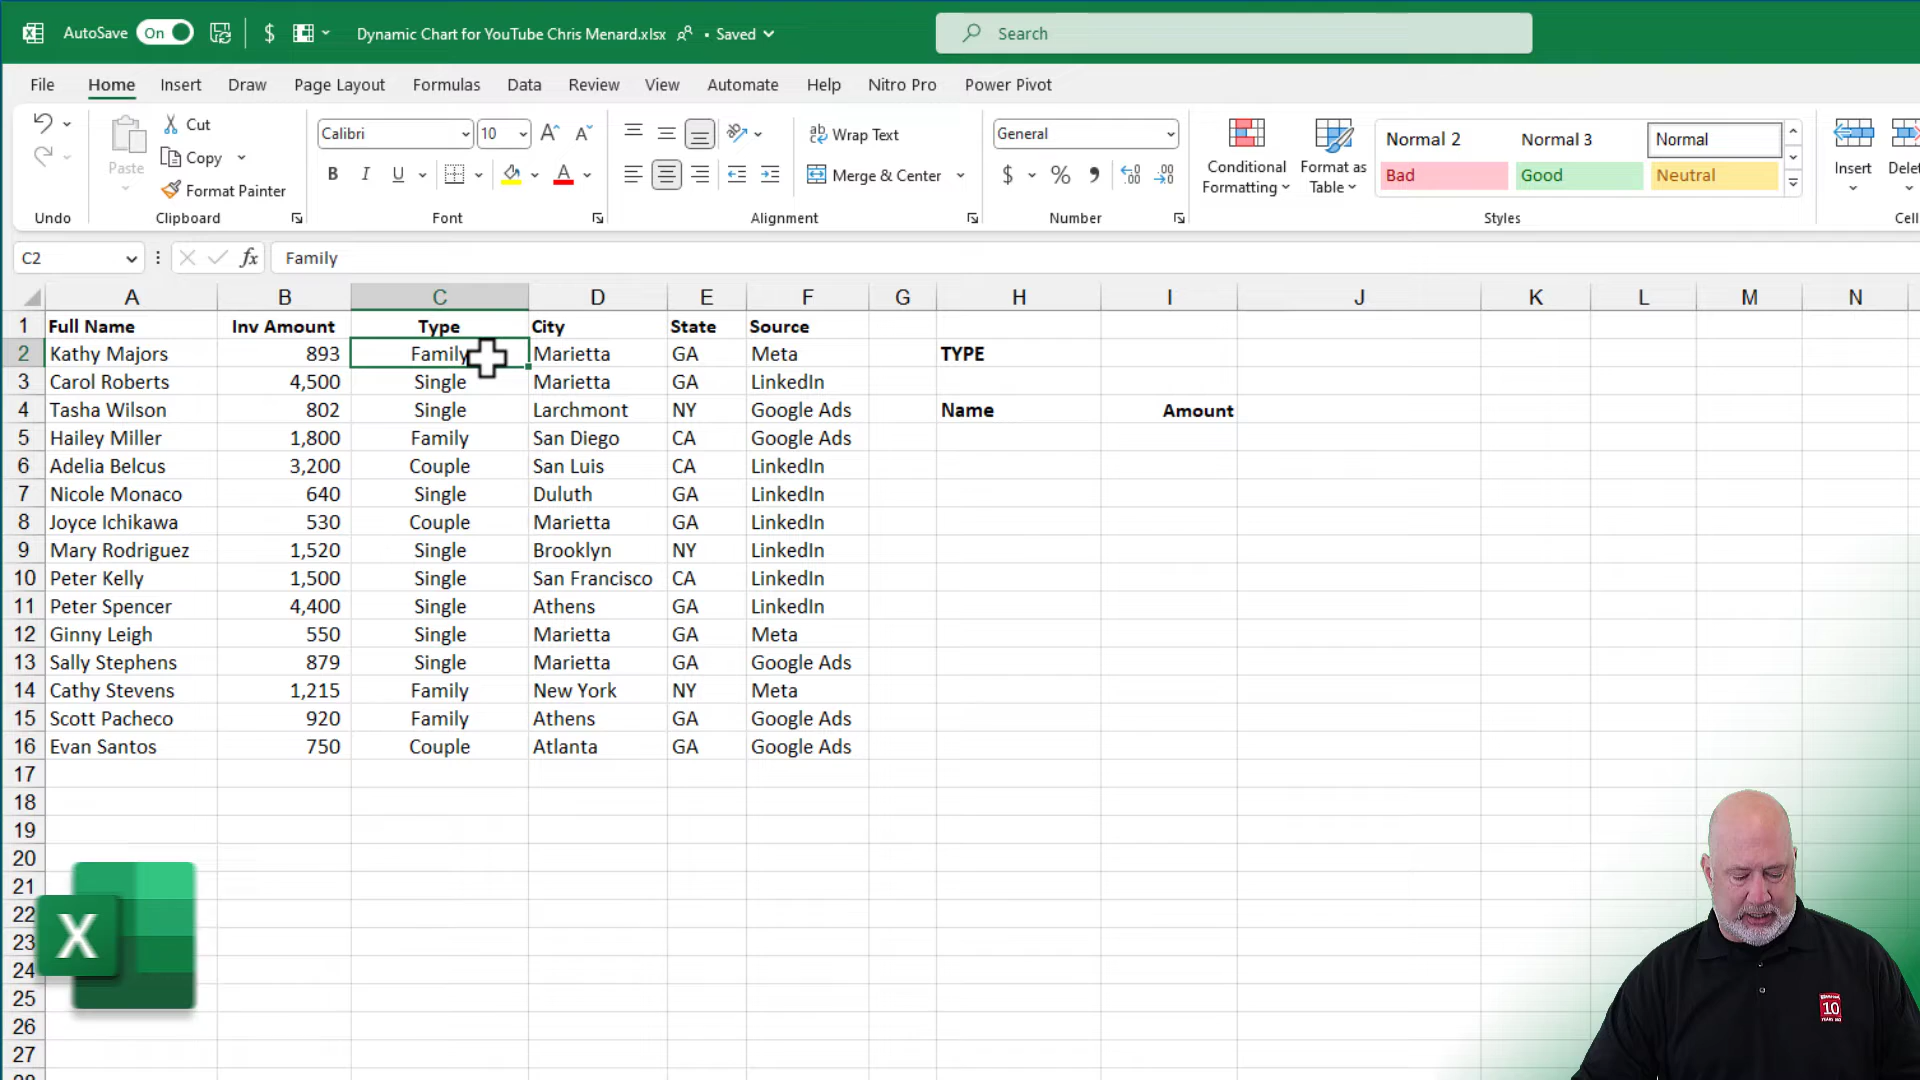 AutoSave On $ Dynamic Chart for YouTube Chris Menard.xlsx • Saved Search
File Home Insert Draw Page Layout Formulas Data Review View Automate Help Nitro Pro Power Pivot
Paste Cut Calibri 10 A A Wrap Text General Conditional Formatting Format as Table Normal 2 Normal 3 Normal Insert
Copy B I U A Merge & Center $ % Bad Good Neutral
Format Painter
Undo Clipboard Font Alignment Number Styles
C2 fx Family
A B C D E F G H I J K L M N
1 Full Name Inv Amount Type City State Source
2 Kathy Majors 893 Family Marietta GA Meta TYPE
3 Carol Roberts 4,500 Single Marietta GA LinkedIn
4 Tasha Wilson 802 Single Larchmont NY Google Ads Name Amount
5 Hailey Miller 1,800 Family San Diego CA Google Ads
6 Adelia Belcus 3,200 Couple San Luis CA LinkedIn
7 Nicole Monaco 640 Single Duluth GA LinkedIn
8 Joyce Ichikawa 530 Couple Marietta GA LinkedIn
9 Mary Rodriguez 1,520 Single Brooklyn NY LinkedIn
10 Peter Kelly 1,500 Single San Francisco CA LinkedIn
11 Peter Spencer 4,400 Single Athens GA LinkedIn
12 Ginny Leigh 550 Single Marietta GA Meta
13 Sally Stephens 879 Single Marietta GA Google Ads
14 Cathy Stevens 1,215 Family New York NY Meta
15 Scott Pacheco 920 Family Athens GA Google Ads
16 Evan Santos 750 Couple Atlanta GA Google Ads
17
18
19
20
21
22
23
24
25
26
27
X
10